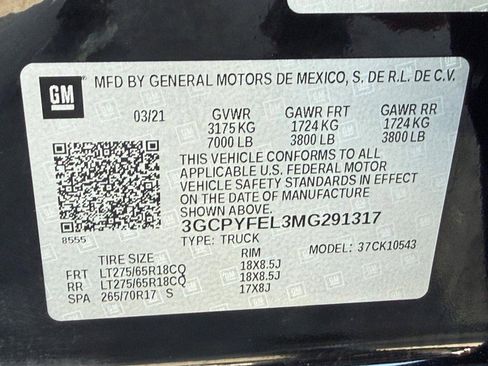 GM
MFD BY GENERAL MOTORS DE MEXICO, S. DE R.L. DE C.V.
03/21 GVWR GAWR FRT GAWR RR
3175 KG 1724 KG 1724 KG
7000 LB 3800 LB 3800 LB
THIS VEHICLE CONFORMS TO ALL
APPLICABLE U.S. FEDERAL MOTOR
VEHICLE SAFETY STANDARDS IN EFFECT
ON THE DATE OF MANUFACTURE SHOWN ABOVE.
8555
3GCPYFEL3MG291317
TYPE: TRUCK MODEL: 37CK10543
TIRE SIZE RIM
FRT LT275/65R18CQ 18X8.5J
RR LT275/65R18CQ 18X8.5J
SPA 265/70R17 S 17X8J